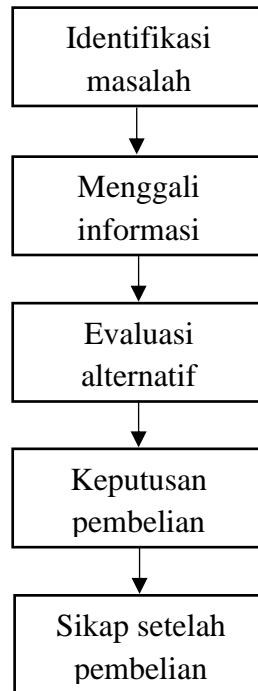 Identifikasi
masalah
Menggali
informasi
Evaluasi
alternatif
Keputusan
pembelian
Sikap setelah
pembelian